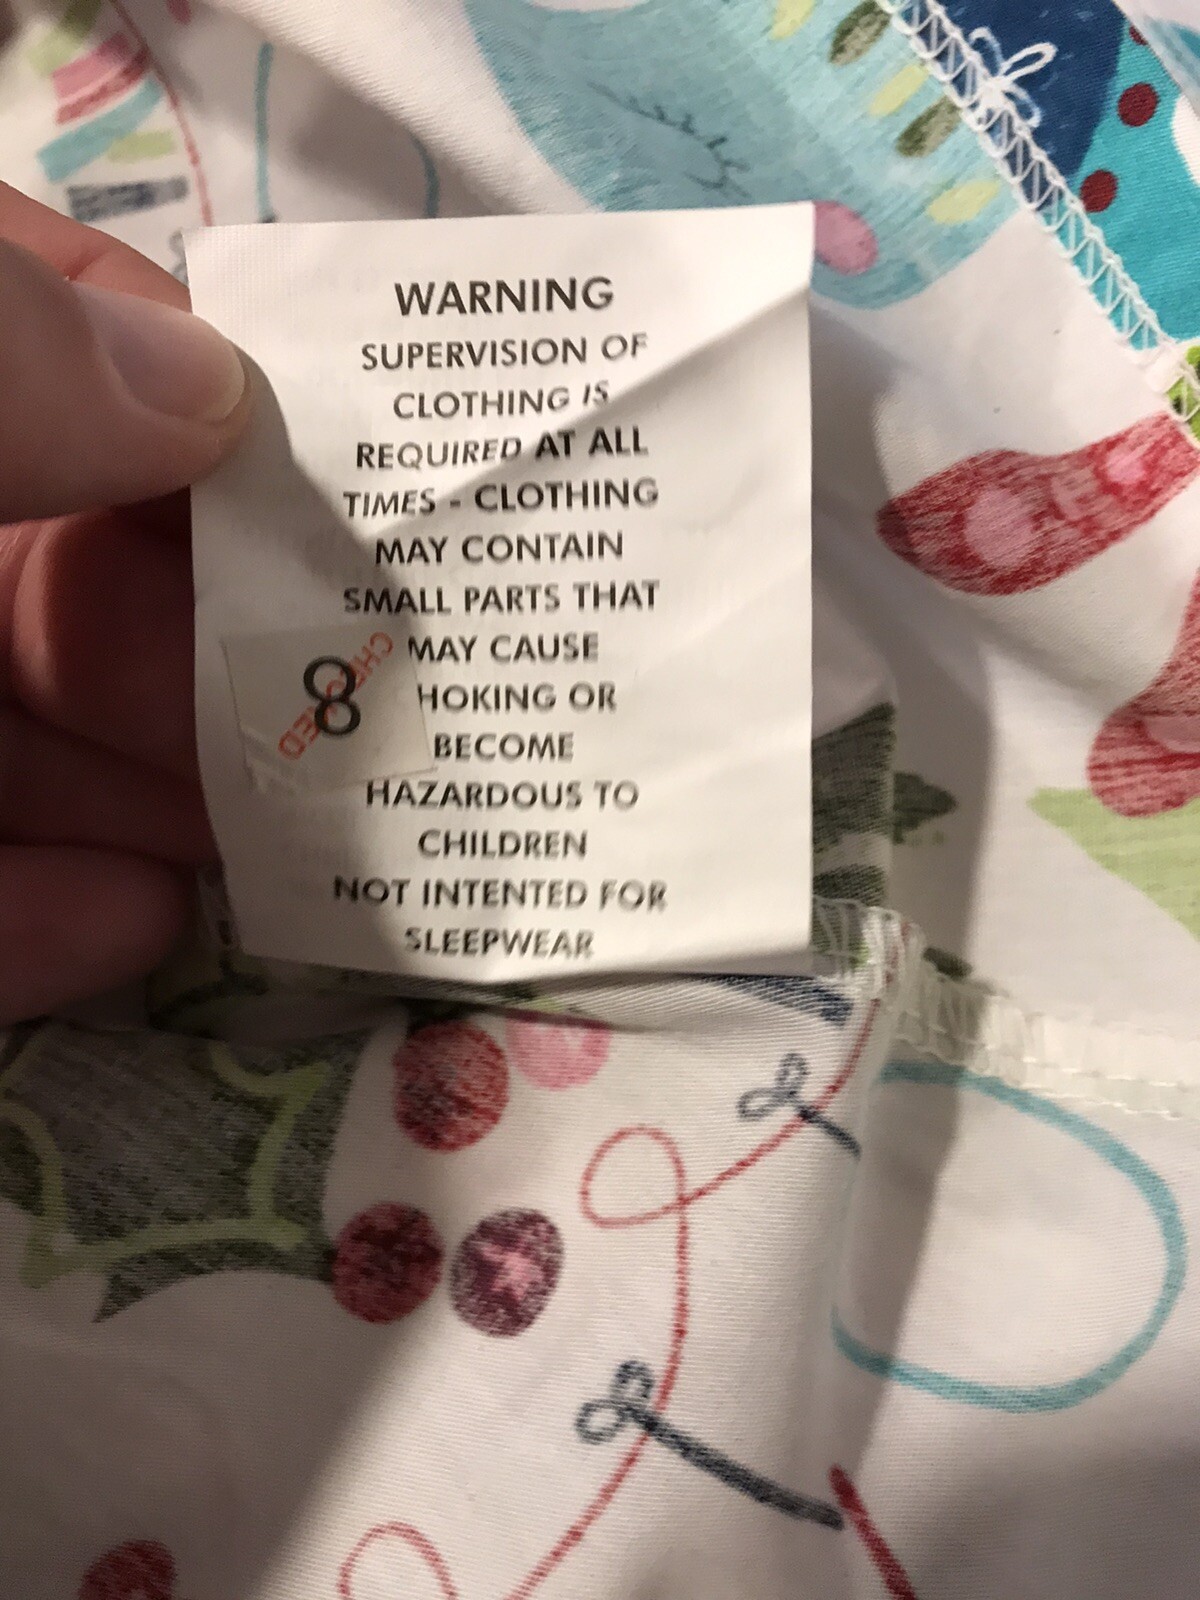 WARNING
SUPERVISION OF
CLOTHING IS
REQUIRED AT ALL
TIMES - CLOTHING
MAY CONTAIN
SMALL PARTS THAT
MAY CAUSE
HOKING OR
BECOME
HAZARDOUS TO
CHILDREN
NOT INTENTED FOR
SLEEPWEAR
CHECKED
8